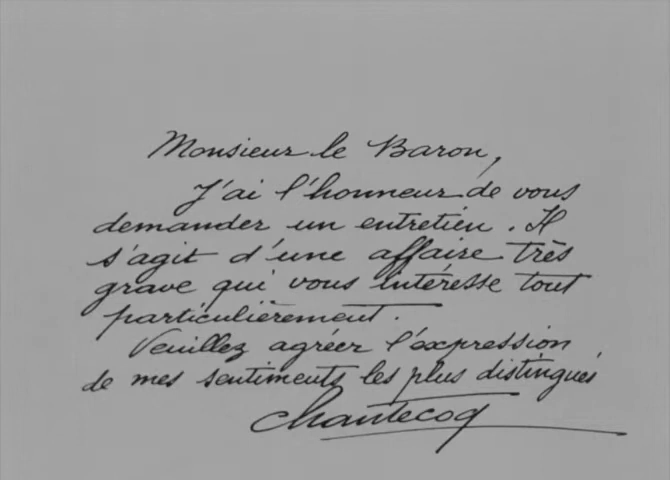 Monsieur le Baron,
J'ai l'honneur de vous
demander un entretien. Il
s'agit d'une affaire très
grave qui vous intéresse tout
particulièrement.
Veuillez agréer l'expression
de mes sentiments les plus distingués
Chantecoq